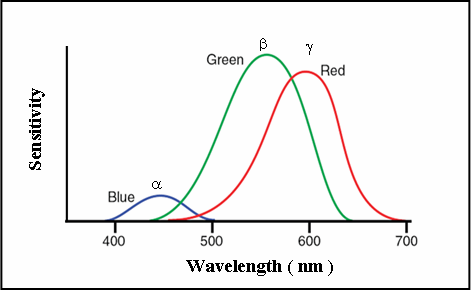 β γ
Green
Red
Sensitivity
α
Blue
400 500 600 700
Wavelength ( nm )